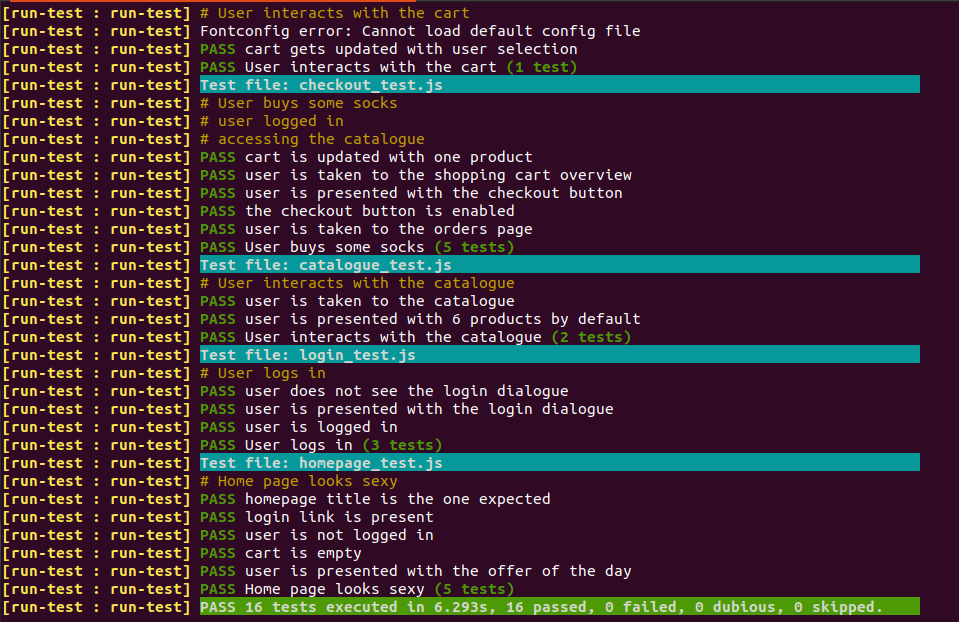 [run-test : run-test] # User interacts with the cart
[run-test : run-test] Fontconfig error: Cannot load default config file
[run-test : run-test] PASS cart gets updated with user selection
[run-test : run-test] PASS User interacts with the cart (1 test)
[run-test : run-test] Test file: checkout_test.js
[run-test : run-test] # User buys some socks
[run-test : run-test] # user logged in
[run-test : run-test] # accessing the catalogue
[run-test : run-test] PASS cart is updated with one product
[run-test : run-test] PASS user is taken to the shopping cart overview
[run-test : run-test] PASS user is presented with the checkout button
[run-test : run-test] PASS the checkout button is enabled
[run-test : run-test] PASS user is taken to the orders page
[run-test : run-test] PASS User buys some socks (5 tests)
[run-test : run-test] Test file: catalogue_test.js
[run-test : run-test] # User interacts with the catalogue
[run-test : run-test] PASS user is taken to the catalogue
[run-test : run-test] PASS user is presented with 6 products by default
[run-test : run-test] PASS User interacts with the catalogue (2 tests)
[run-test : run-test] Test file: login_test.js
[run-test : run-test] # User logs in
[run-test : run-test] PASS user does not see the login dialogue
[run-test : run-test] PASS user is presented with the login dialogue
[run-test : run-test] PASS user is logged in
[run-test : run-test] PASS User logs in (3 tests)
[run-test : run-test] Test file: homepage_test.js
[run-test : run-test] # Home page looks sexy
[run-test : run-test] PASS homepage title is the one expected
[run-test : run-test] PASS login link is present
[run-test : run-test] PASS user is not logged in
[run-test : run-test] PASS cart is empty
[run-test : run-test] PASS user is presented with the offer of the day
[run-test : run-test] PASS Home page looks sexy (5 tests)
[run-test : run-test] PASS 16 tests executed in 6.293s, 16 passed, 0 failed, 0 dubious, 0 skipped.